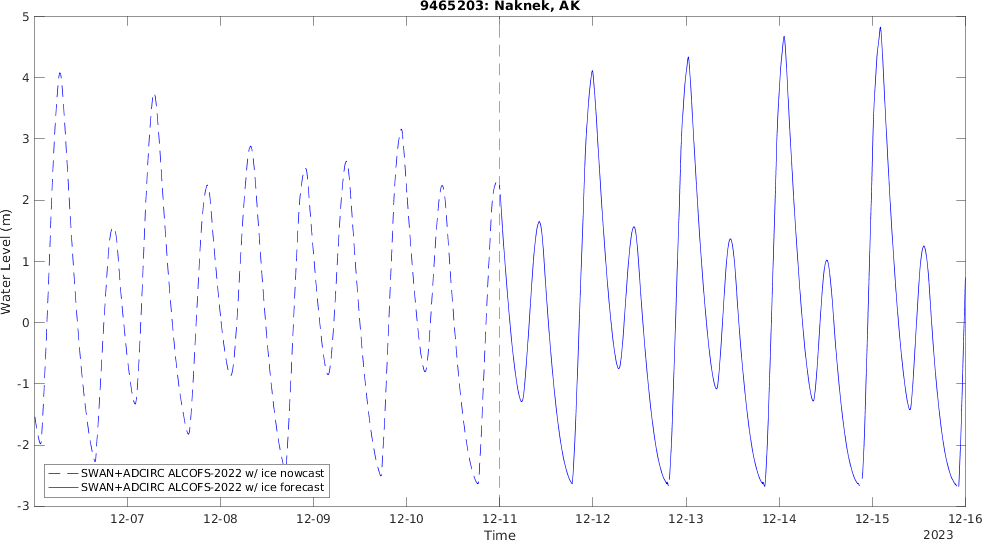 9465203: Naknek, AK
5
4
3
2
1
0
-1
-2
-3
Water Level (m)
SWAN+ADCIRC ALCOFS-2022 w/ ice nowcast
SWAN+ADCIRC ALCOFS-2022 w/ ice forecast
12-07 12-08 12-09 12-10 12-11 12-12 12-13 12-14 12-15 12-16
Time
2023